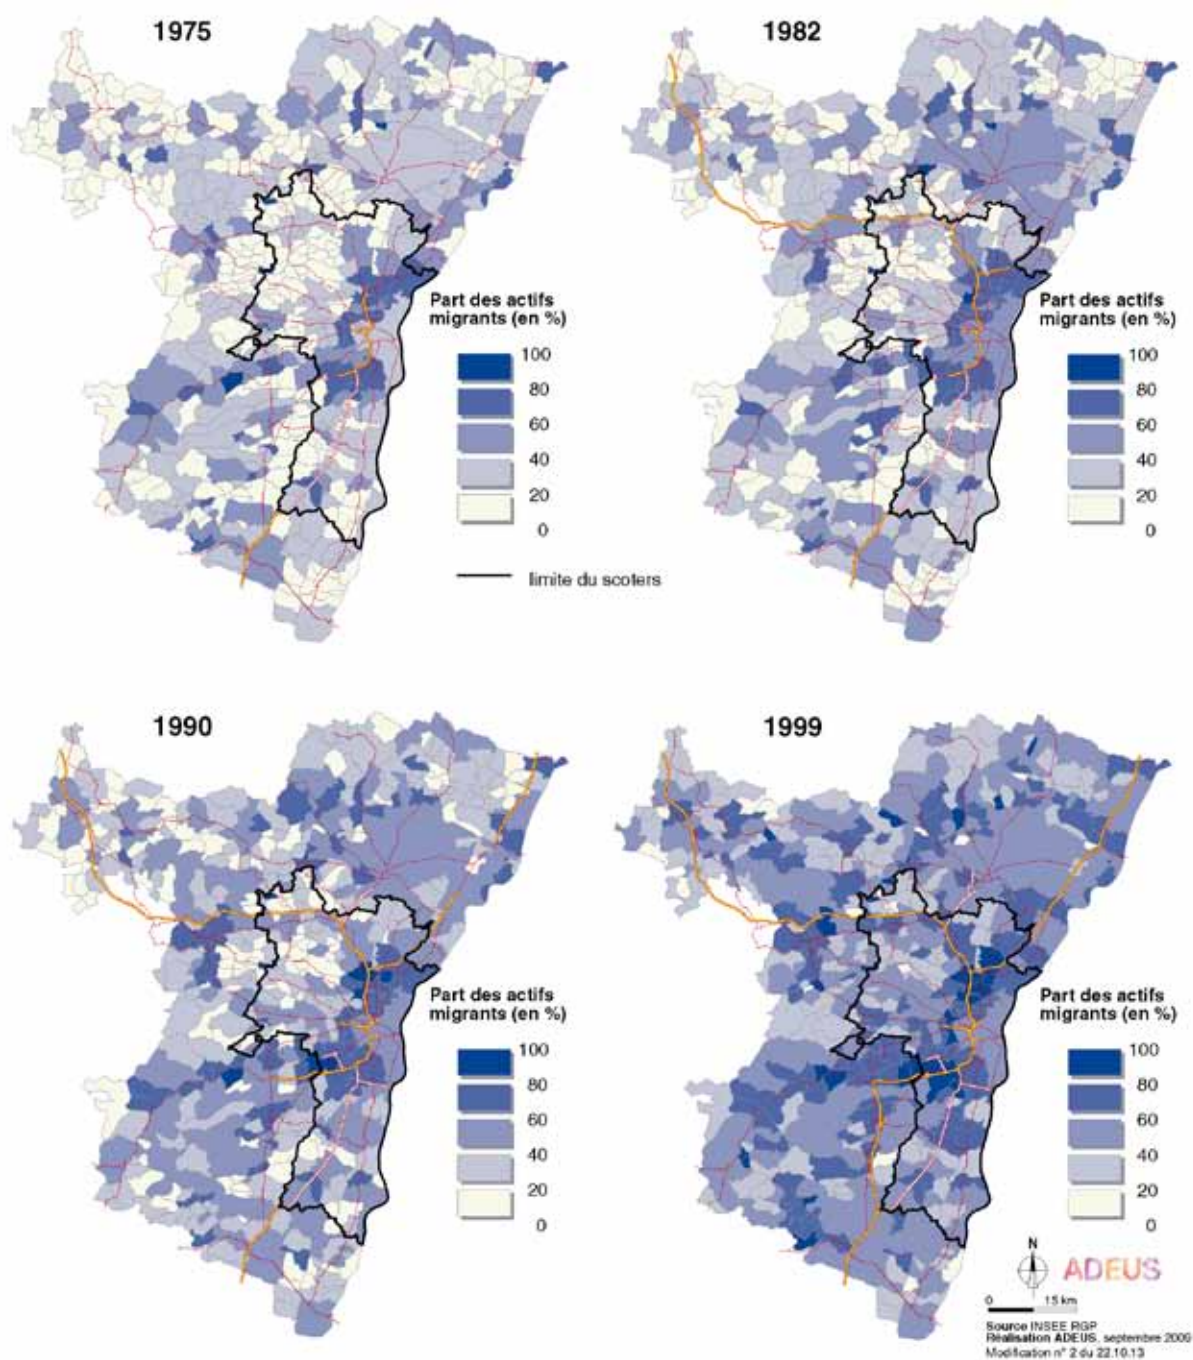 1975
Part des actifs
migrants (en %)
100
80
60
40
20
0
limite du scoters
1982
Part des actifs
migrants (en %)
100
80
60
40
20
0
1990
Part des actifs
migrants (en %)
100
80
60
40
20
0
1999
Part des actifs
migrants (en %)
100
80
60
40
20
0
N
ADEUS
0 15 km
Source INSEE RGP
Réalisation ADEUS, septembre 2009
Modification n° 2 du 22.10.13